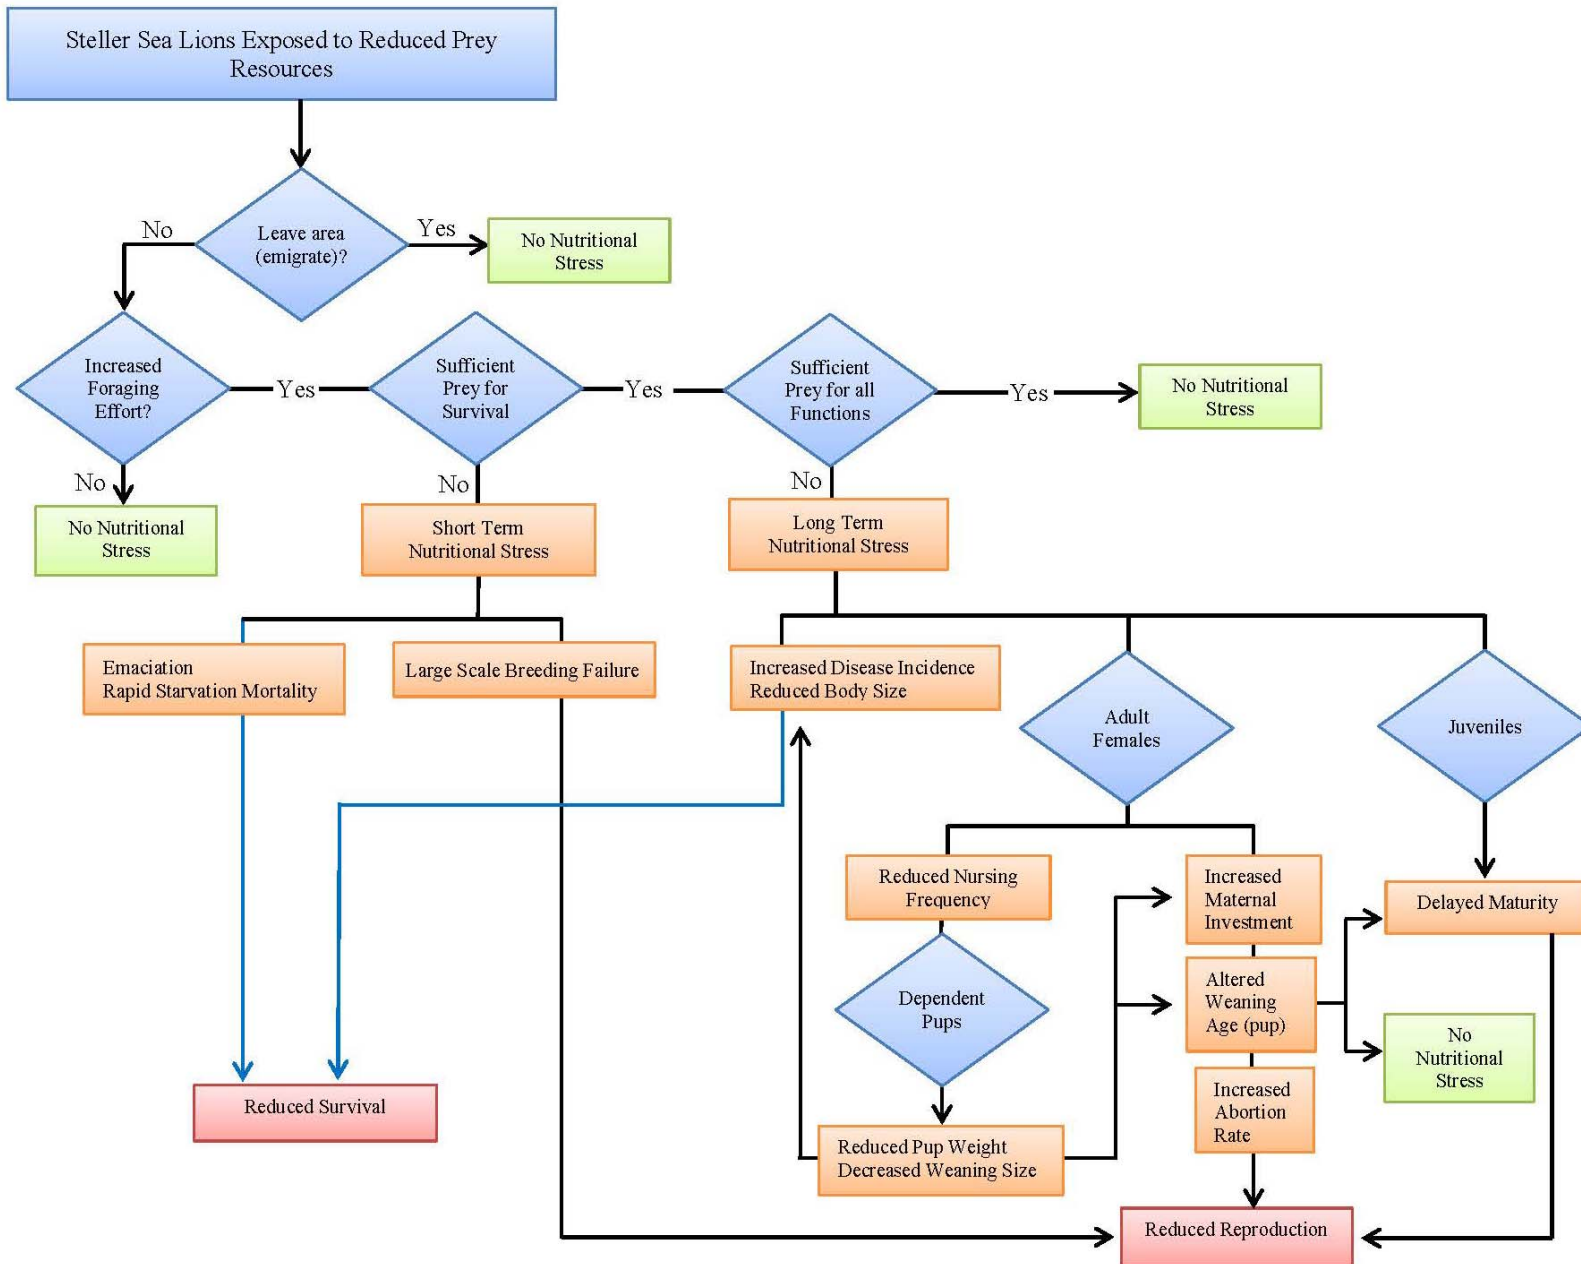 Steller Sea Lions Exposed to Reduced Prey
Resources
No
Leave area
(emigrate)?
Yes
No Nutritional
Stress
Increased
Foraging
Effort?
Yes
Sufficient
Prey for
Survival
Yes
Sufficient
Prey for all
Functions
Yes
No Nutritional
Stress
No
No
No
No Nutritional
Stress
Short Term
Nutritional Stress
Long Term
Nutritional Stress
Emaciation
Rapid Starvation Mortality
Large Scale Breeding Failure
Increased Disease Incidence
Reduced Body Size
Adult
Females
Juveniles
Reduced Nursing
Frequency
Increased
Maternal
Investment
Delayed Maturity
Dependent
Pups
Altered
Weaning
Age (pup)
No
Nutritional
Stress
Reduced Survival
Increased
Abortion
Rate
Reduced Pup Weight
Decreased Weaning Size
Reduced Reproduction